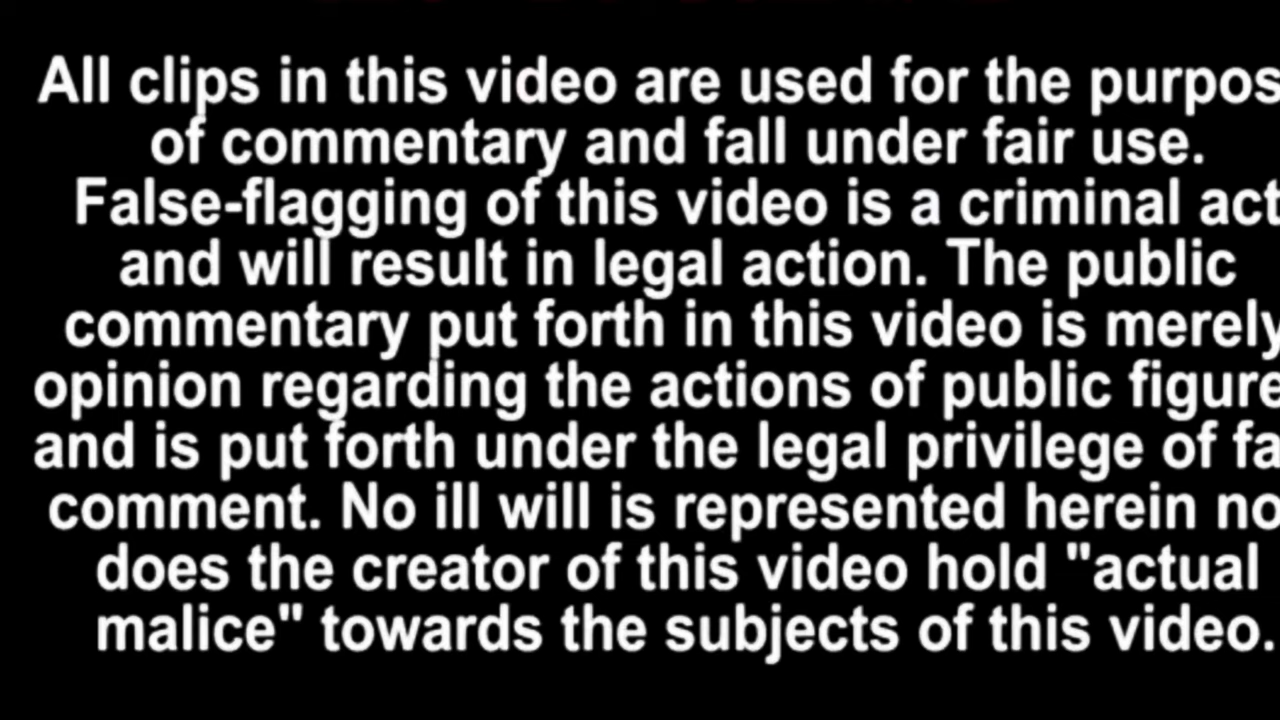 All clips in this video are used for the purpos
of commentary and fall under fair use.
False-flagging of this video is a criminal act
and will result in legal action. The public
commentary put forth in this video is merely
opinion regarding the actions of public figure
and is put forth under the legal privilege of fa
comment. No ill will is represented herein no
does the creator of this video hold "actual
malice" towards the subjects of this video.